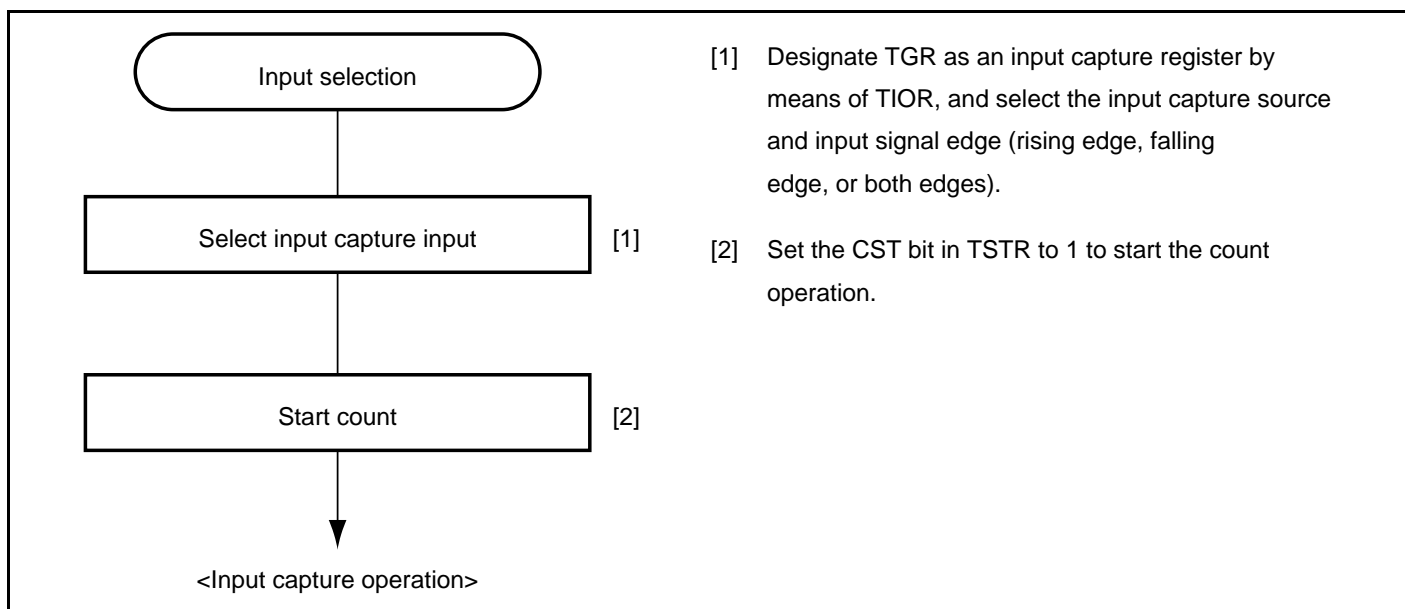 Input selection
Select input capture input
[1]
Start count
[2]
<Input capture operation>
[1] Designate TGR as an input capture register by
means of TIOR, and select the input capture source
and input signal edge (rising edge, falling
edge, or both edges).
[2] Set the CST bit in TSTR to 1 to start the count
operation.